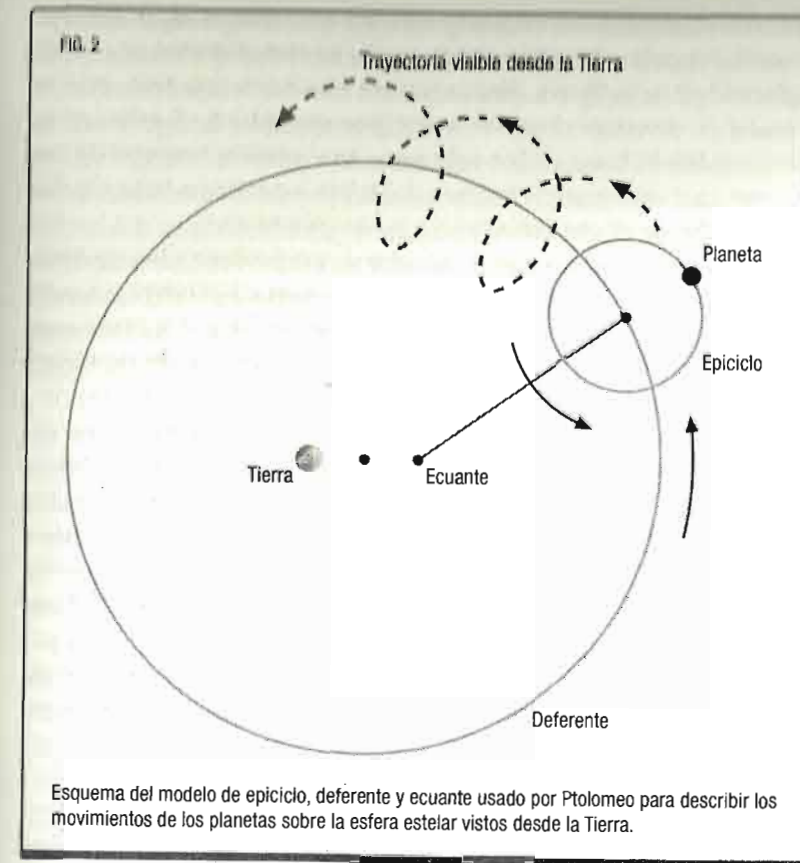 FIG. 2
Trayectoria visible desde la Tierra
Planeta
Epiciclo
Tierra
Ecuante
Deferente
Esquema del modelo de epiciclo, deferente y ecuante usado por Ptolomeo para describir los
movimientos de los planetas sobre la esfera estelar vistos desde la Tierra.